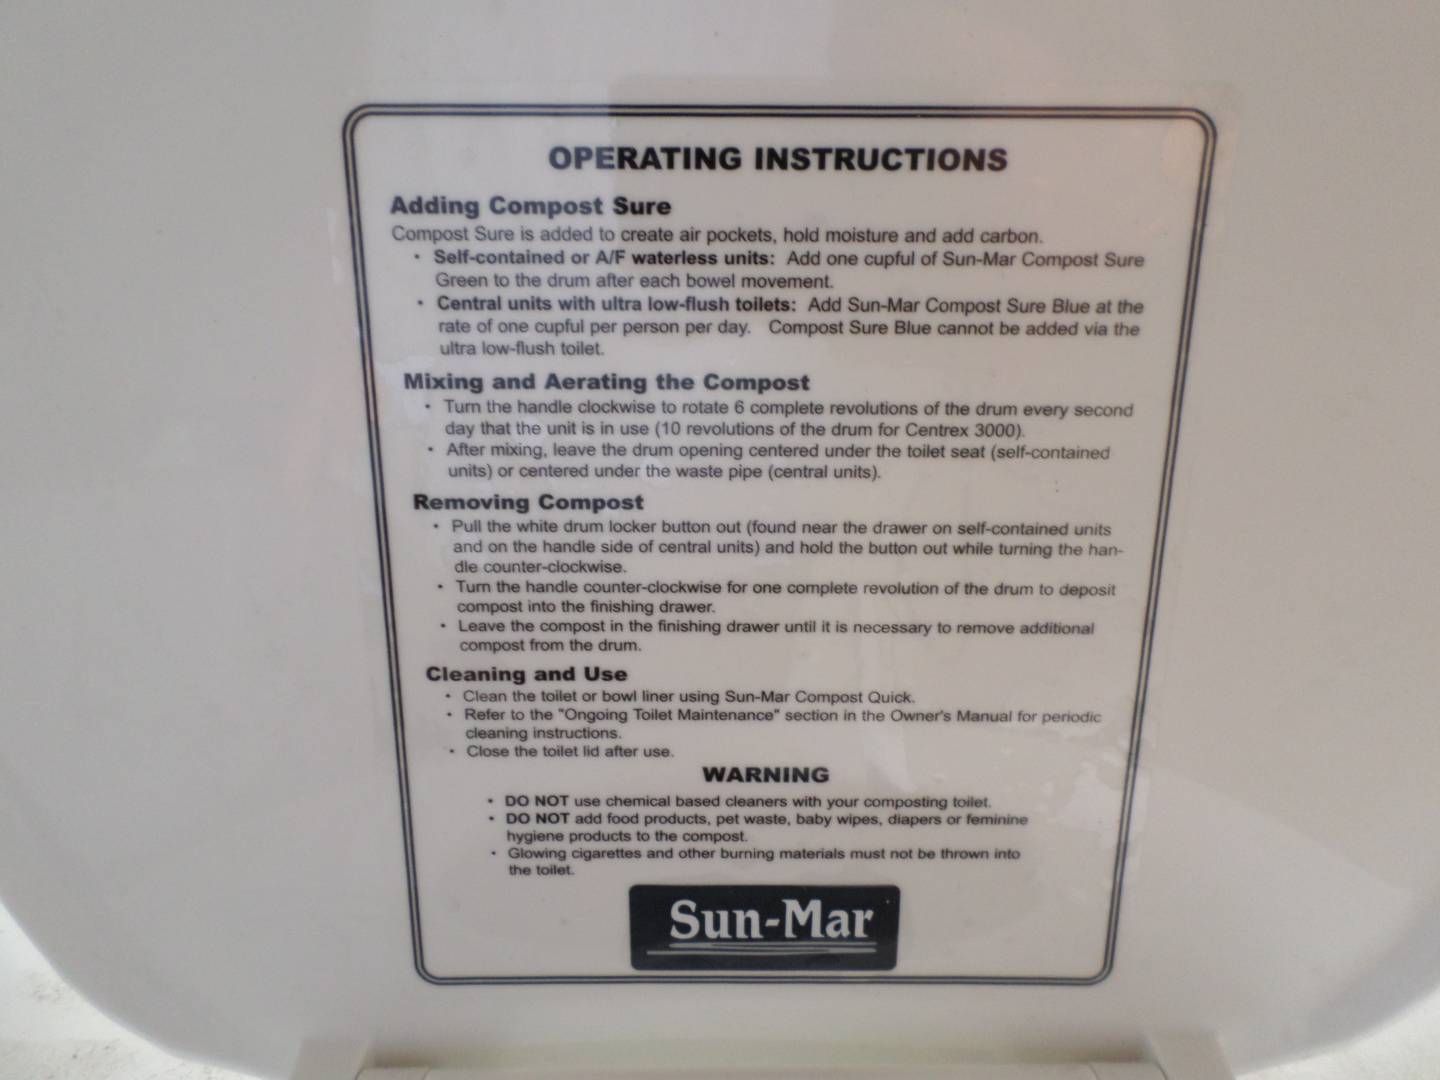 OPERATING INSTRUCTIONS
Adding Compost Sure
Compost Sure is added to create air pockets, hold moisture and add carbon.
• Self-contained or A/F waterless units: Add one cupful of Sun-Mar Compost Sure
Green to the drum after each bowel movement.
• Central units with ultra low-flush toilets: Add Sun-Mar Compost Sure Blue at the
rate of one cupful per person per day. Compost Sure Blue cannot be added via the
ultra low-flush toilet.
Mixing and Aerating the Compost
• Turn the handle clockwise to rotate 6 complete revolutions of the drum every second
day that the unit is in use (10 revolutions of the drum for Centrex 3000).
• After mixing, leave the drum opening centered under the toilet seat (self-contained
units) or centered under the waste pipe (central units).
Removing Compost
• Pull the white drum locker button out (found near the drawer on self-contained units
and on the handle side of central units) and hold the button out while turning the han-
dle counter-clockwise.
• Turn the handle counter-clockwise for one complete revolution of the drum to deposit
compost into the finishing drawer.
• Leave the compost in the finishing drawer until it is necessary to remove additional
compost from the drum.
Cleaning and Use
• Clean the toilet or bowl liner using Sun-Mar Compost Quick.
• Refer to the "Ongoing Toilet Maintenance" section in the Owner's Manual for periodic
cleaning instructions.
• Close the toilet lid after use.
WARNING
• DO NOT use chemical based cleaners with your composting toilet.
• DO NOT add food products, pet waste, baby wipes, diapers or feminine
hygiene products to the compost.
• Glowing cigarettes and other burning materials must not be thrown into
the toilet.
Sun-Mar